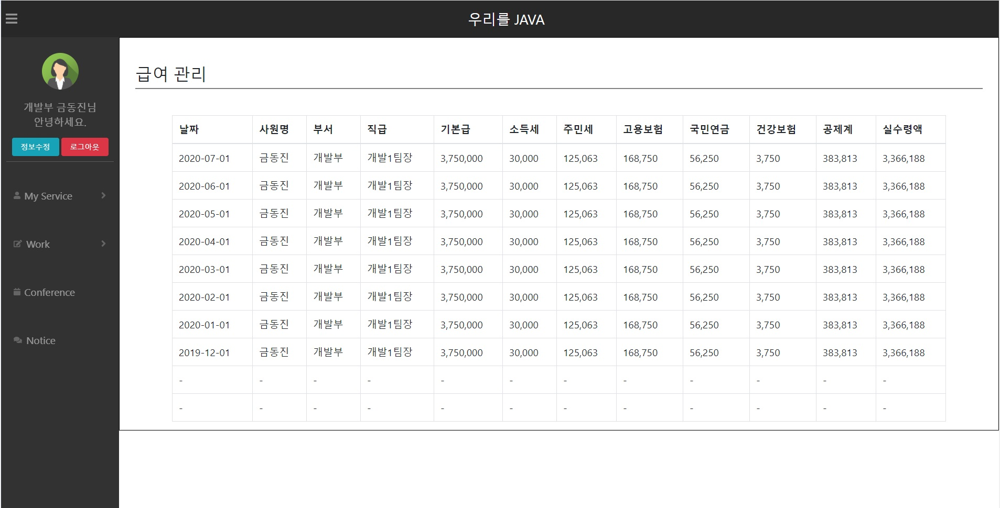 우리를 JAVA
개발부 금동진님
안녕하세요.
정보수정 로그아웃
My Service
Work
Conference
Notice
급여 관리
날짜 사원명 부서 직급 기본급 소득세 주민세 고용보험 국민연금 건강보험 공제계 실수령액
2020-07-01 금동진 개발부 개발1팀장 3,750,000 30,000 125,063 168,750 56,250 3,750 383,813 3,366,188
2020-06-01 금동진 개발부 개발1팀장 3,750,000 30,000 125,063 168,750 56,250 3,750 383,813 3,366,188
2020-05-01 금동진 개발부 개발1팀장 3,750,000 30,000 125,063 168,750 56,250 3,750 383,813 3,366,188
2020-04-01 금동진 개발부 개발1팀장 3,750,000 30,000 125,063 168,750 56,250 3,750 383,813 3,366,188
2020-03-01 금동진 개발부 개발1팀장 3,750,000 30,000 125,063 168,750 56,250 3,750 383,813 3,366,188
2020-02-01 금동진 개발부 개발1팀장 3,750,000 30,000 125,063 168,750 56,250 3,750 383,813 3,366,188
2020-01-01 금동진 개발부 개발1팀장 3,750,000 30,000 125,063 168,750 56,250 3,750 383,813 3,366,188
2019-12-01 금동진 개발부 개발1팀장 3,750,000 30,000 125,063 168,750 56,250 3,750 383,813 3,366,188
- - - - - - - - - - - -
- - - - - - - - - - - -